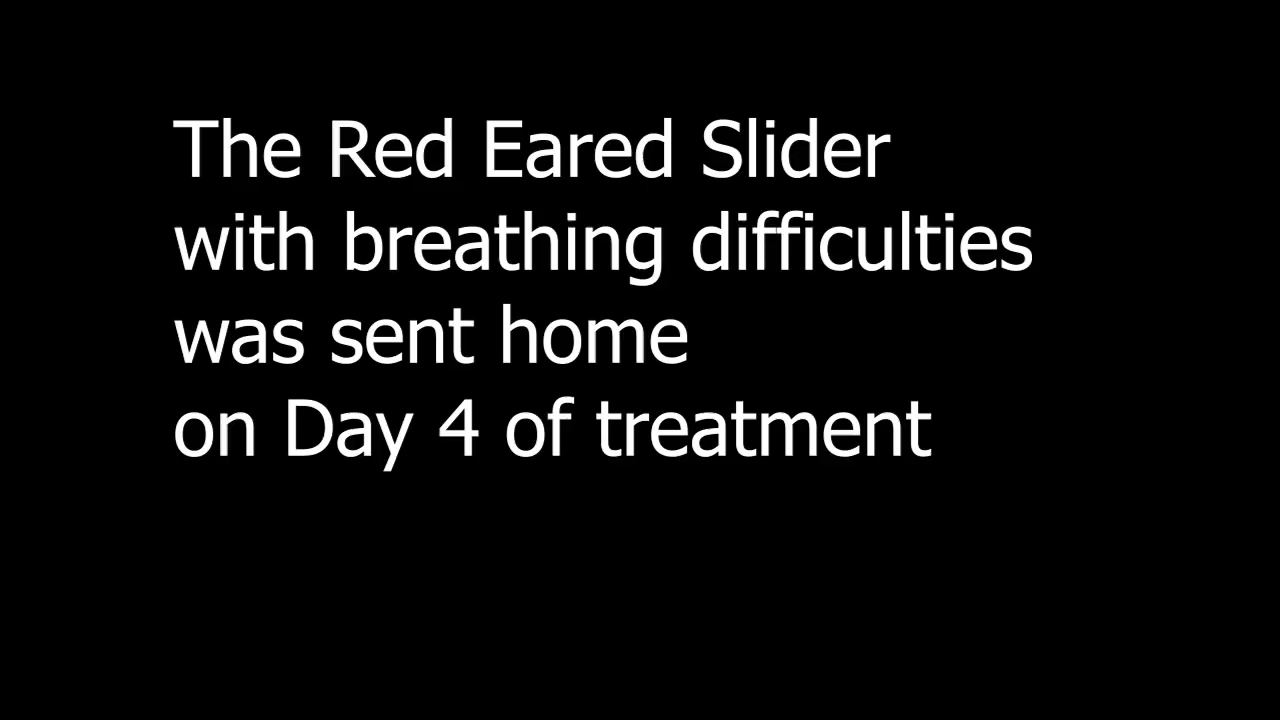 The Red Eared Slider
with breathing difficulties
was sent home
on Day 4 of treatment